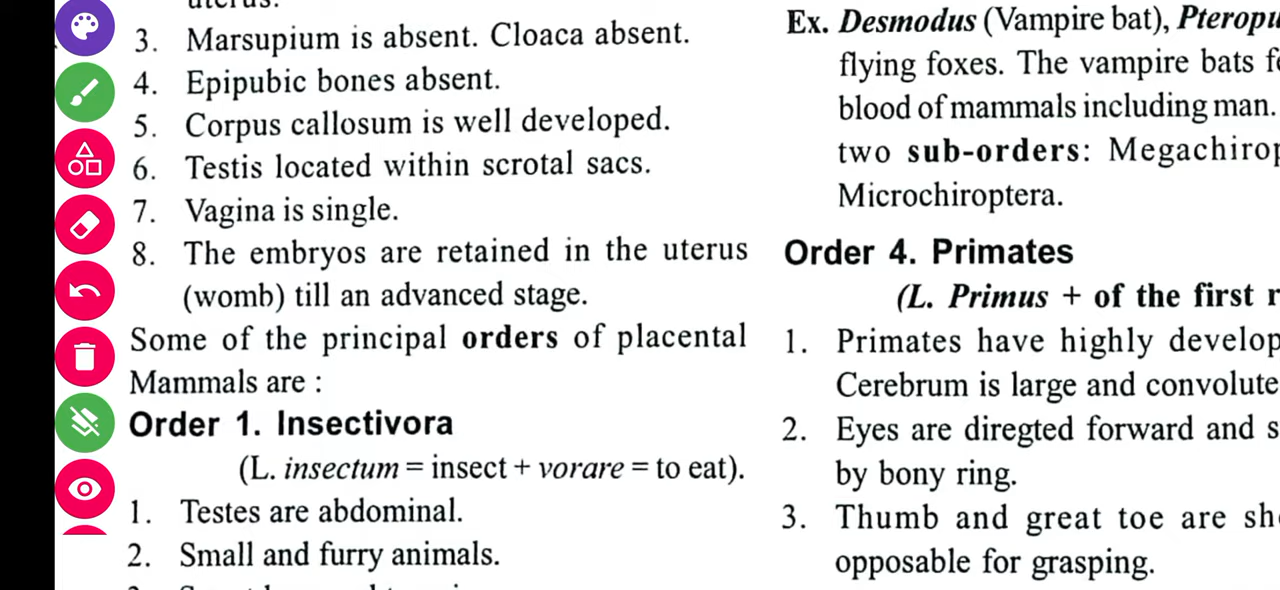 uterus.
3. Marsupium is absent. Cloaca absent.
4. Epipubic bones absent.
5. Corpus callosum is well developed.
6. Testis located within scrotal sacs.
7. Vagina is single.
8. The embryos are retained in the uterus
(womb) till an advanced stage.
Some of the principal orders of placental
Mammals are :
Order 1. Insectivora
(L. insectum = insect + vorare = to eat).
1. Testes are abdominal.
2. Small and furry animals.
Ex. Desmodus (Vampire bat), Pteropu
flying foxes. The vampire bats f
blood of mammals including man.
two sub-orders: Megachirop
Microchiroptera.
Order 4. Primates
(L. Primus + of the first r
1. Primates have highly develop
Cerebrum is large and convolute
2. Eyes are diregted forward and s
by bony ring.
3. Thumb and great toe are sh
opposable for grasping.